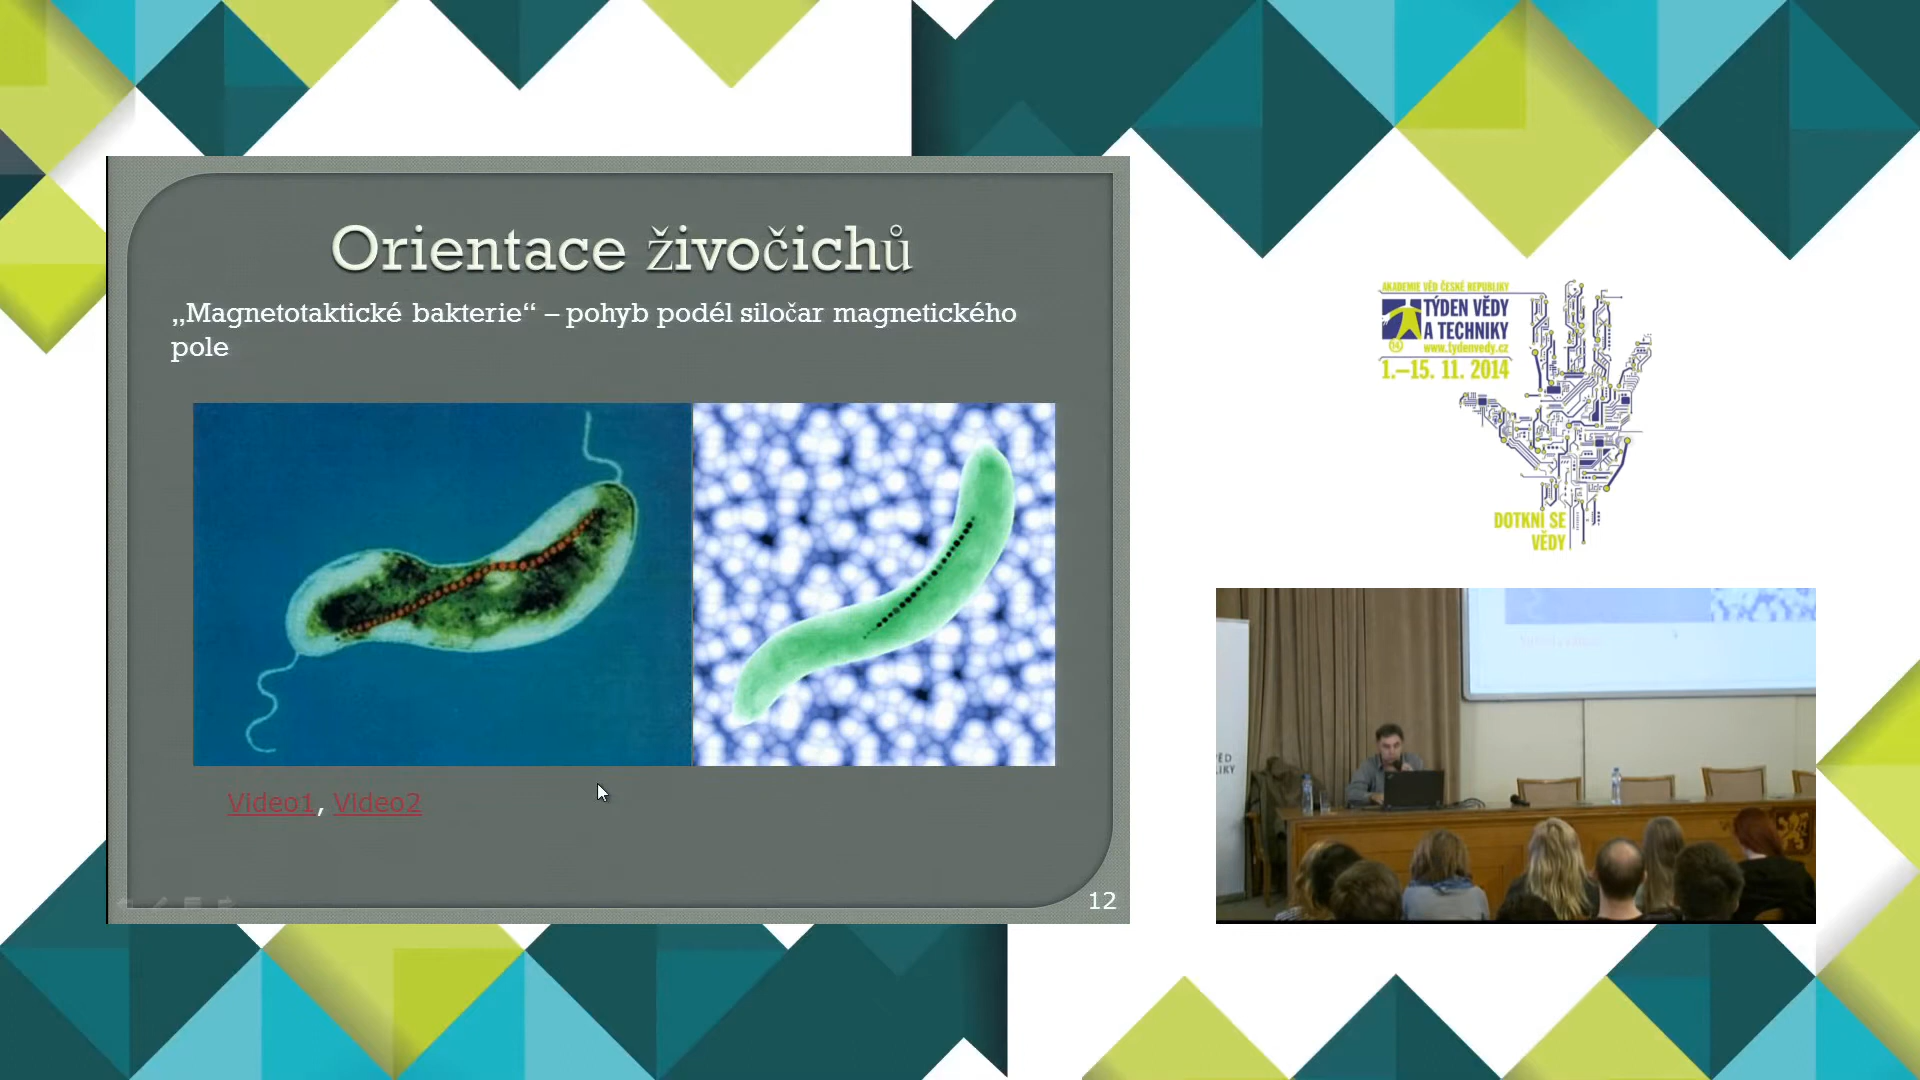 Orientace živočichů
„Magnetotaktické bakterie“ – pohyb podél siločar magnetického
pole
Video1, Video2
12
AKADEMIE VĚD ČESKÉ REPUBLIKY
TÝDEN VĚDY
A TECHNIKY
www.tydenvedy.cz
1.–15. 11. 2014
DOTKNI SE
VĚDY